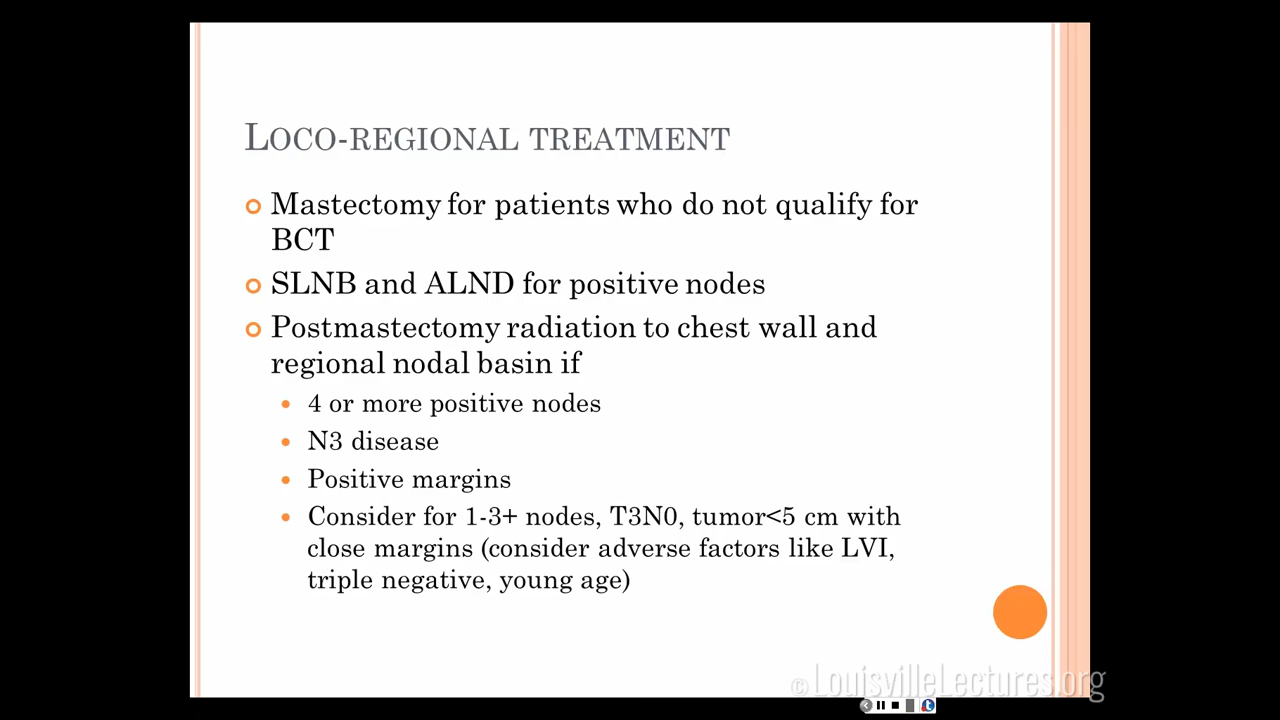 LOCO-REGIONAL TREATMENT
Mastectomy for patients who do not qualify for
BCT
SLNB and ALND for positive nodes
Postmastectomy radiation to chest wall and
regional nodal basin if
4 or more positive nodes
N3 disease
Positive margins
Consider for 1-3+ nodes, T3N0, tumor<5 cm with
close margins (consider adverse factors like LVI,
triple negative, young age)
© LouisvilleLectures.org